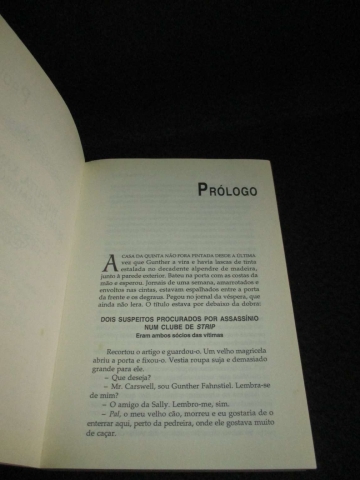 PRÓLOGO
A CASA DA QUINTA NÃO FORA PINTADA DESDE A ÚLTIMA
vez que Gunther a vira e havia lascas de tinta
estalada no decadente alpendre de madeira,
junto à parede exterior. Bateu na porta com as costas da
mão e esperou. Jornais de uma semana, amarrotados e
envoltos nas cintas, estavam espalhados entre a porta
da frente e os degraus. Pegou no jornal da véspera, que
ainda não lera. O título estava por debaixo da dobra:
DOIS SUSPEITOS PROCURADOS POR ASSASSÍNIO
NUM CLUBE DE STRIP
Eram ambos sócios das vítimas
Recortou o artigo e guardou-o. Um velho magricela
abriu a porta e fixou-o. Vestia roupa suja e demasiado
grande para ele.
— Que deseja?
— Mr. Carswell, sou Gunther Fahnstiel. Lembra-se
de mim?
— O amigo da Sally. Lembro-me, sim.
— Pal, o meu velho cão, morreu e eu gostaria de o
enterrar aqui, perto da pedreira, onde ele gostava muito
de caçar.